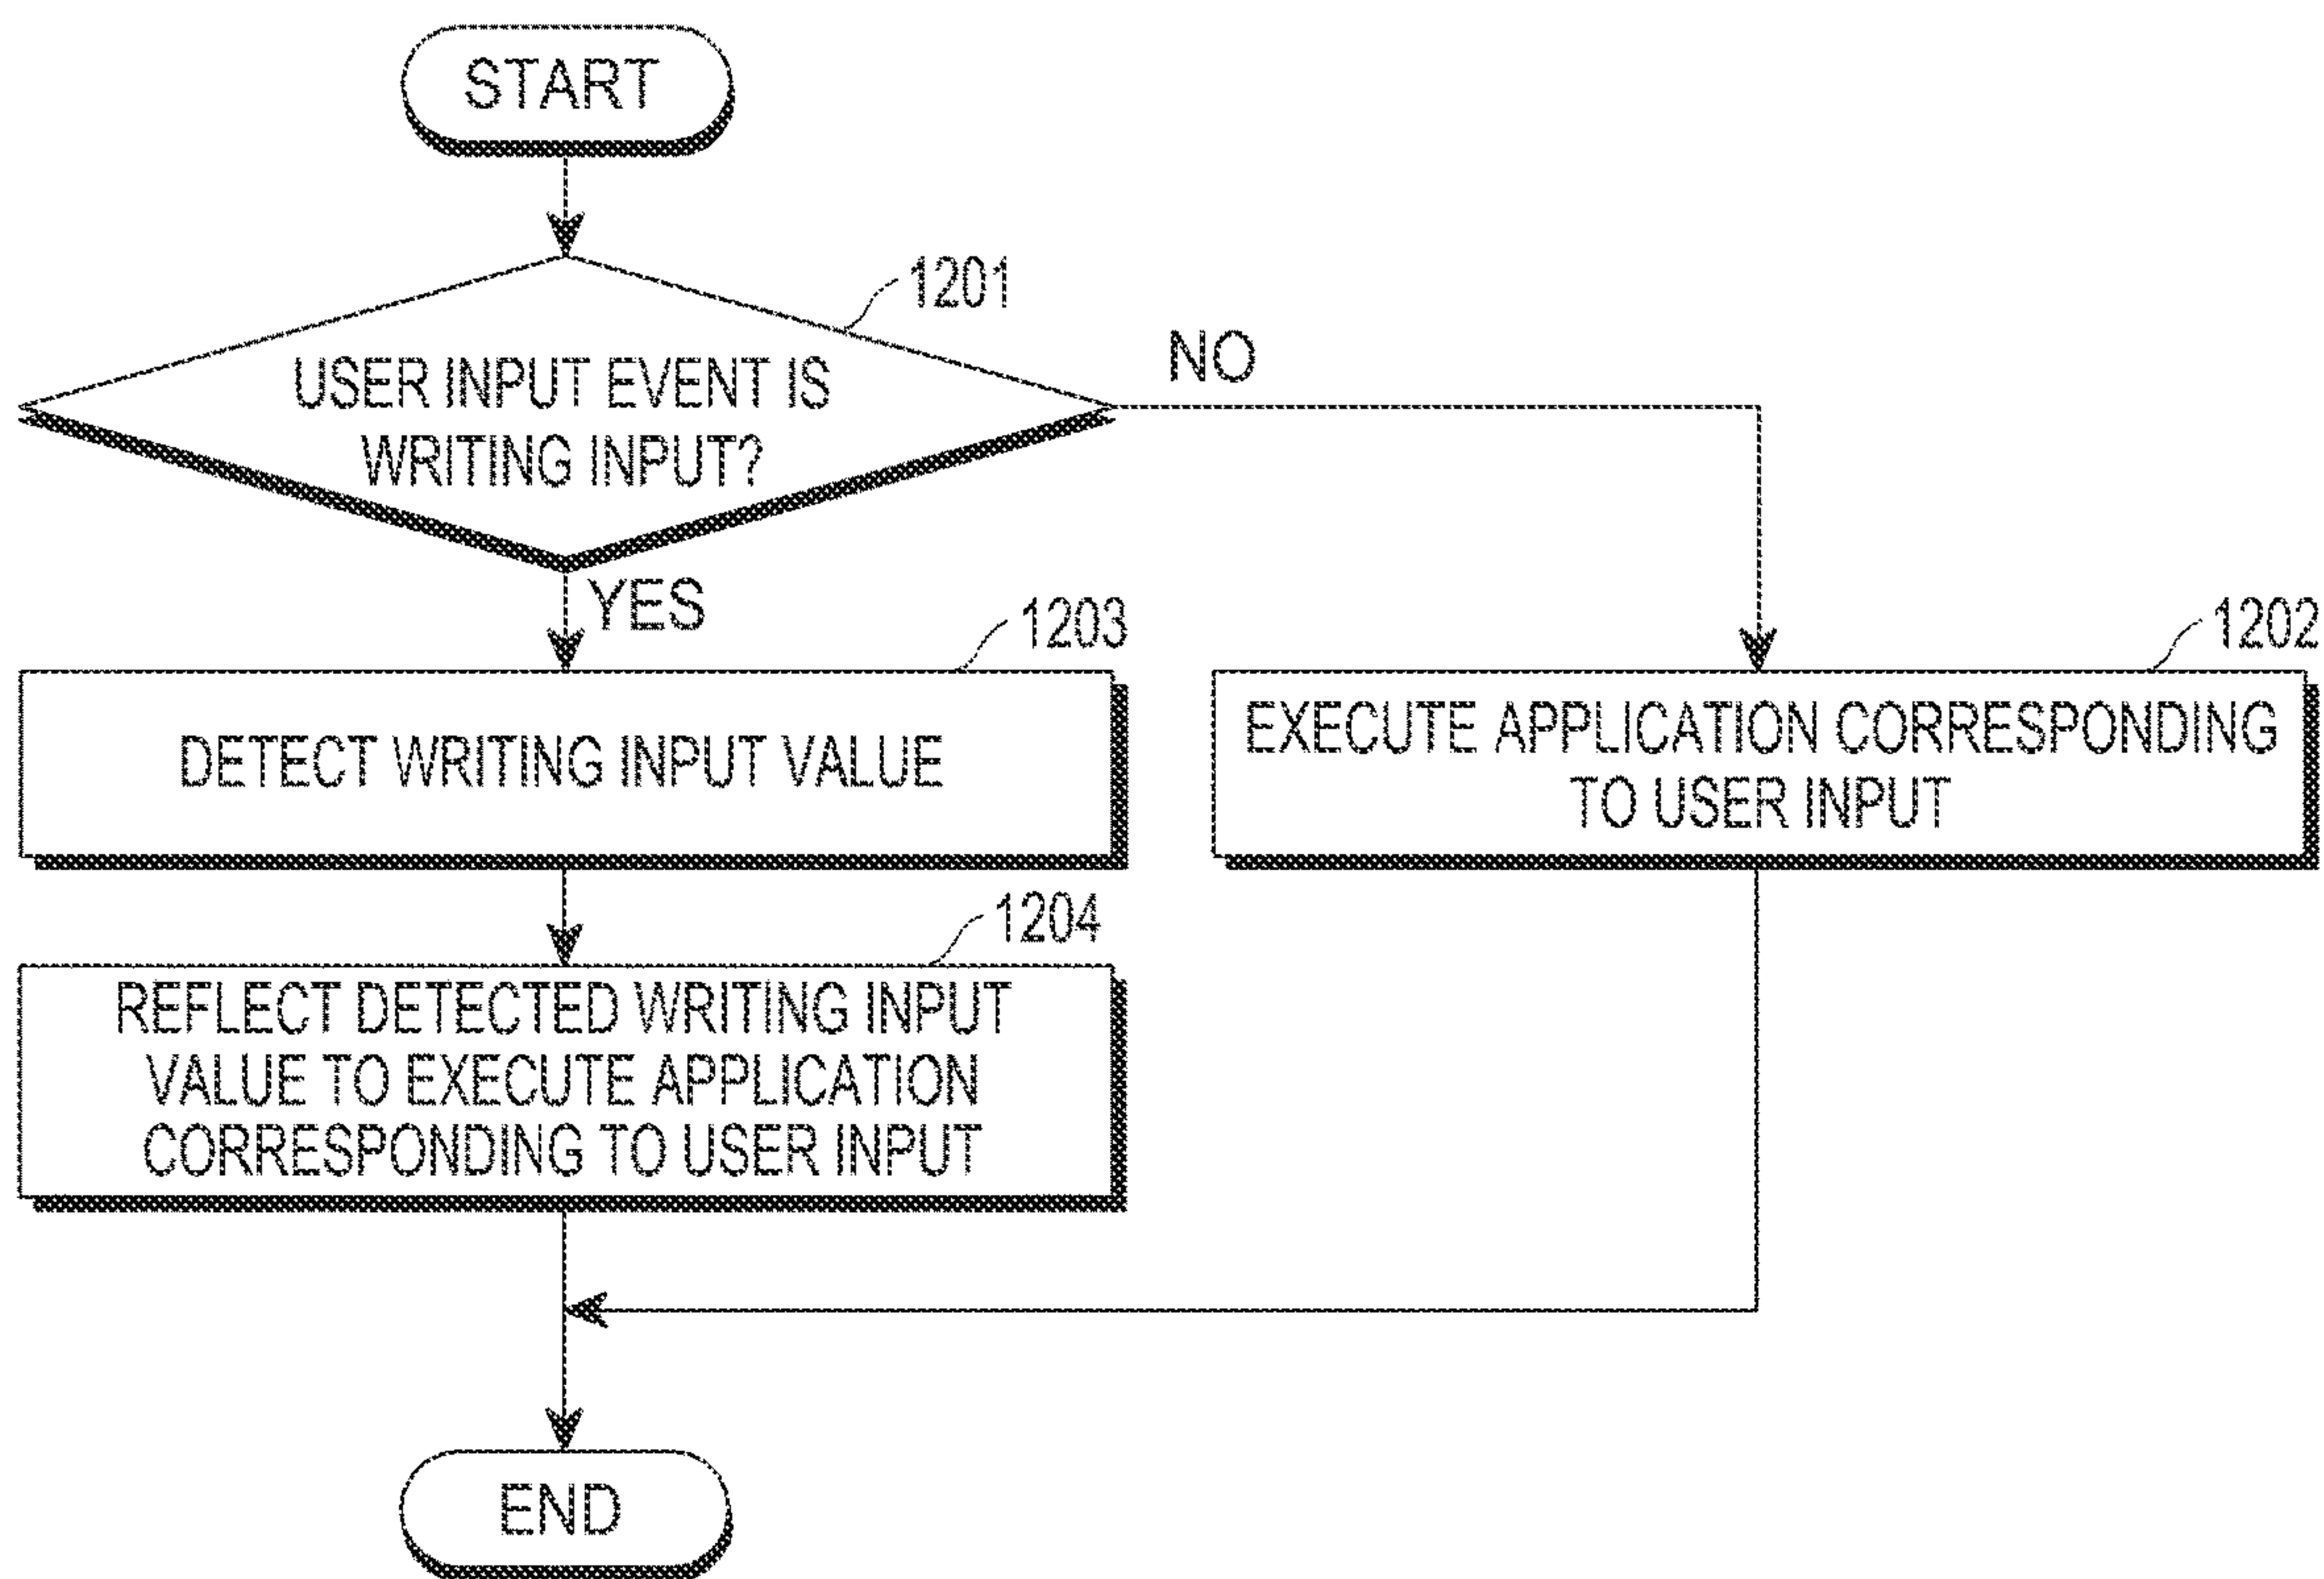 START
1201
USER INPUT EVENT IS
WRITING INPUT?
NO
YES
1203
DETECT WRITING INPUT VALUE
1202
EXECUTE APPLICATION CORRESPONDING
TO USER INPUT
1204
REFLECT DETECTED WRITING INPUT
VALUE TO EXECUTE APPLICATION
CORRESPONDING TO USER INPUT
END